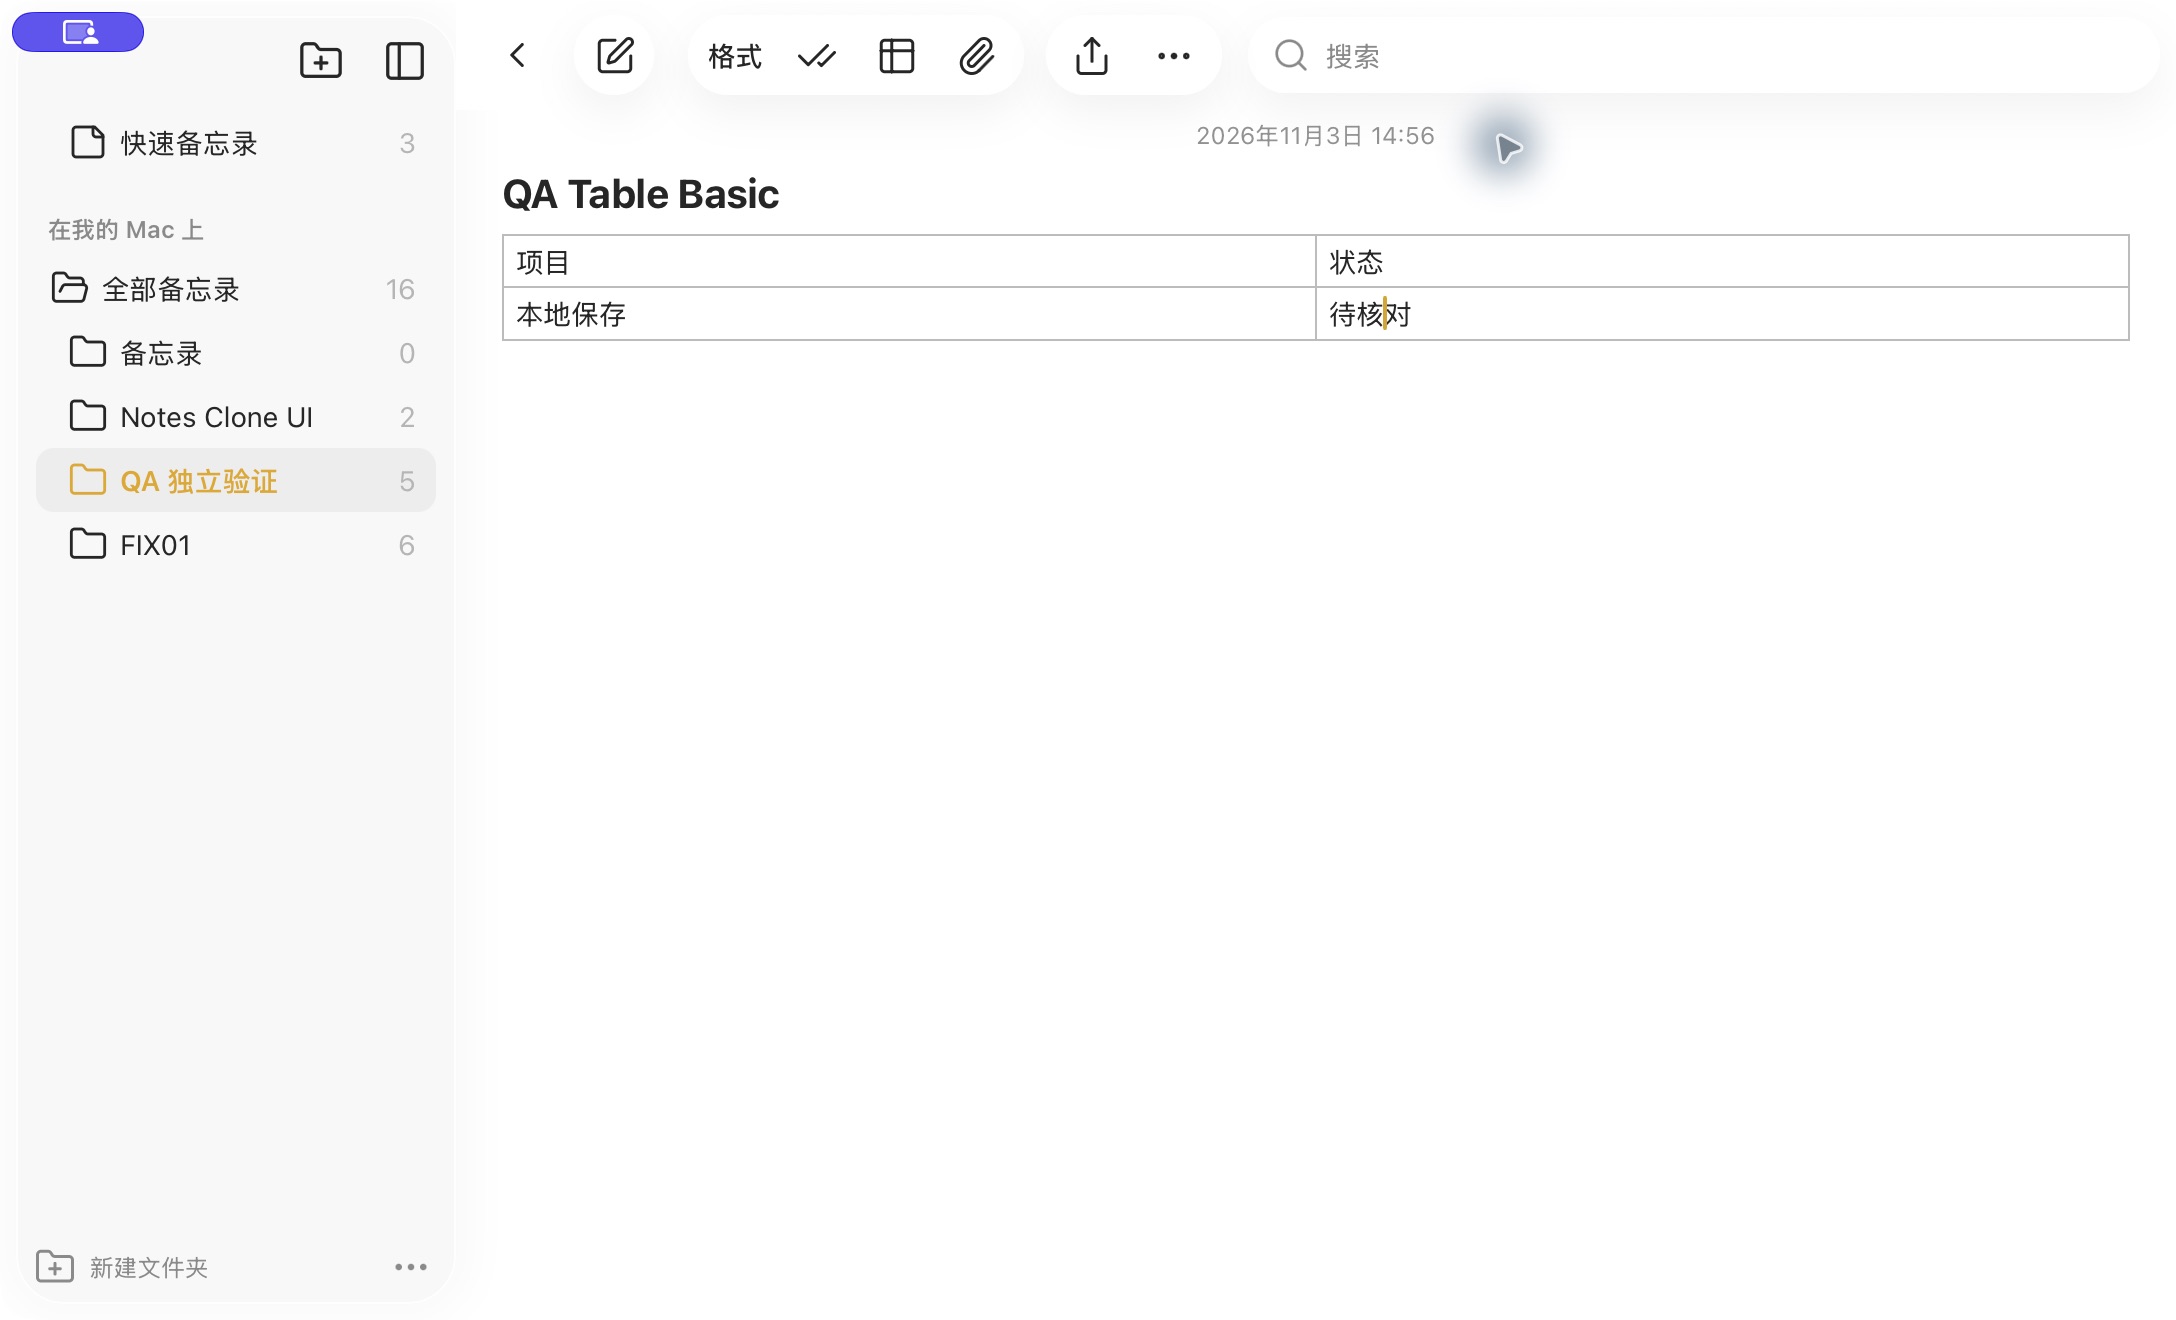 快速备忘录 3
在我的 Mac 上
全部备忘录 16
备忘录 0
Notes Clone UI 2
QA 独立验证 5
FIX01 6
新建文件夹
格式
搜索
2026年11月3日 14:56
QA Table Basic
项目 状态
本地保存 待核对